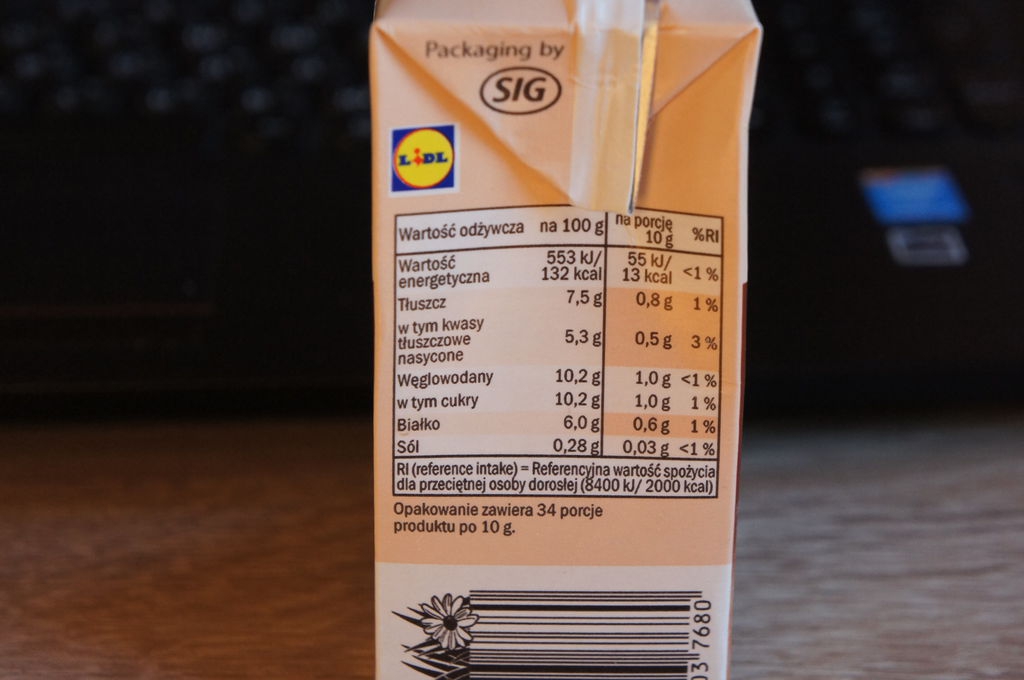 Packaging by
SIG
LIDL
Wartość odżywcza na 100 g na porcję 10 g %RI
Wartość energetyczna 553 kJ/ 132 kcal 55 kJ/ 13 kcal <1 %
Tłuszcz 7,5 g 0,8 g 1 %
w tym kwasy tłuszczowe nasycone 5,3 g 0,5 g 3 %
Węglowodany 10,2 g 1,0 g <1 %
w tym cukry 10,2 g 1,0 g 1 %
Białko 6,0 g 0,6 g 1 %
Sól 0,28 g 0,03 g <1 %
RI (reference intake) = Referencyjna wartość spożycia
dla przeciętnej osoby dorosłej (8400 kJ/ 2000 kcal)
Opakowanie zawiera 34 porcje
produktu po 10 g.
03 7680